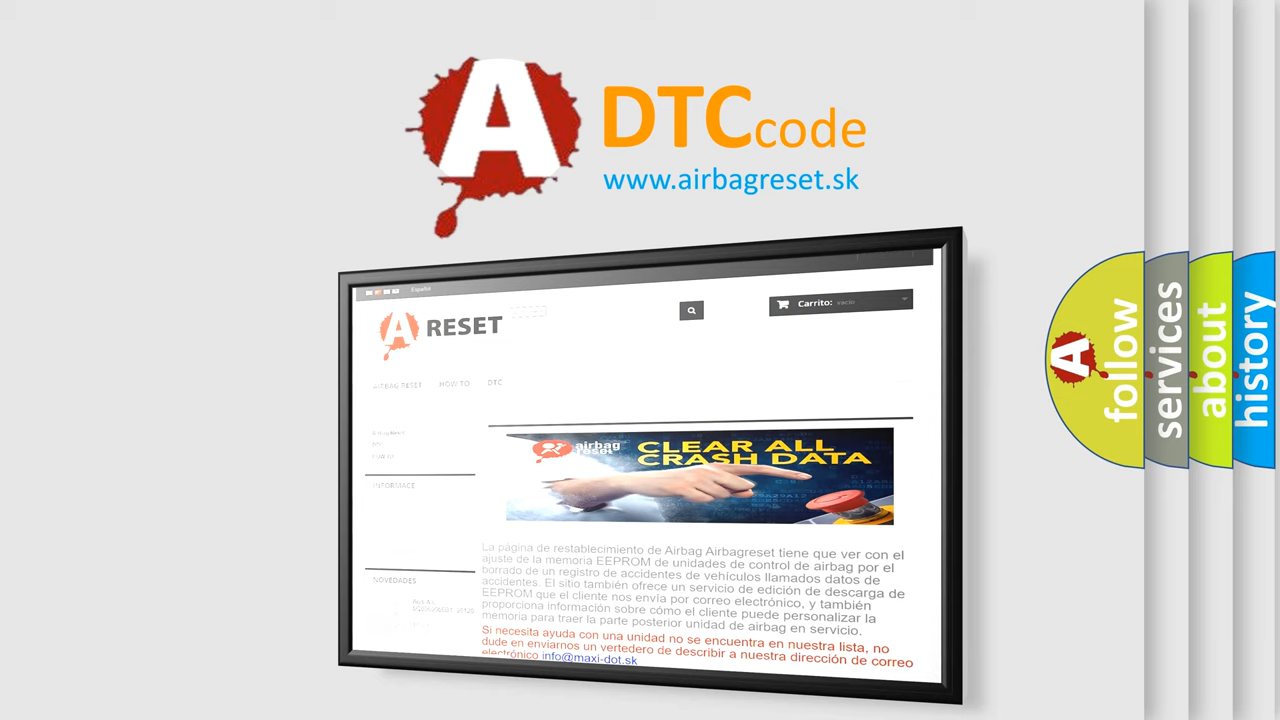 A
DTCcode
www.airbagreset.sk
Español
A RESET
Carrito: vacío
AIRBAG RESET HOW TO DTC
airbag
reset
CLEAR ALL
CRASH DATA
INFORMACE
La página de restablecimiento de Airbag Airbagreset tiene que ver con el
ajuste de la memoria EEPROM de unidades de control de airbag por el
borrado de un registro de accidentes de vehículos llamados datos de
accidentes. El sitio también ofrece un servicio de edición de descarga de
EEPROM que el cliente nos envía por correo electrónico, y también
proporciona información sobre cómo el cliente puede personalizar la
memoria para traer la parte posterior unidad de airbag en servicio.
NOVEDADES
Si necesita ayuda con una unidad no se encuentra en nuestra lista, no
dude en enviarnos un vertedero de describir a nuestra dirección de correo
electrónico info@maxi-dot.sk
A
follow
services
about
history